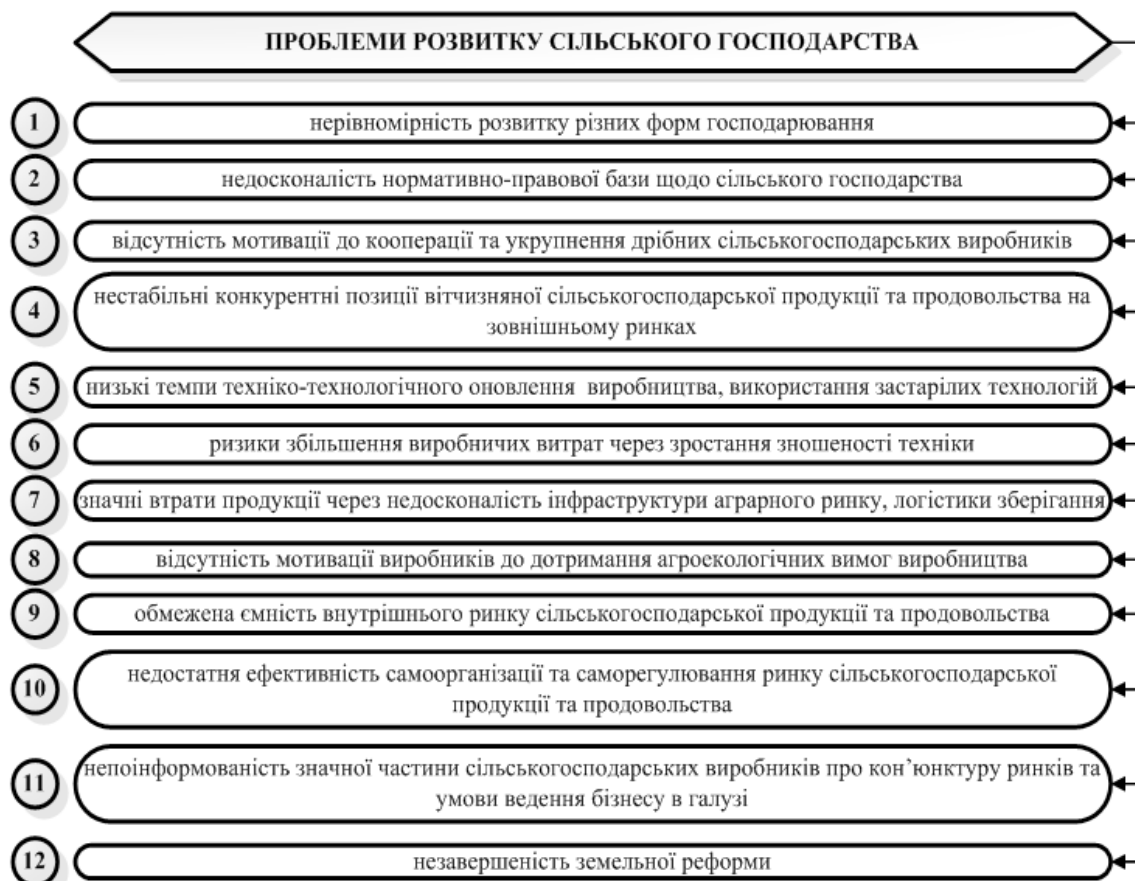 ПРОБЛЕМИ РОЗВИТКУ СІЛЬСЬКОГО ГОСПОДАРСТВА
1 нерівномірність розвитку різних форм господарювання
2 недосконалість нормативно-правової бази щодо сільського господарства
3 відсутність мотивації до кооперації та укрупнення дрібних сільськогосподарських виробників
4 нестабільні конкурентні позиції вітчизняної сільськогосподарської продукції та продовольства на
зовнішньому ринках
5 низькі темпи техніко-технологічного оновлення виробництва, використання застарілих технологій
6 ризики збільшення виробничих витрат через зростання зношеності техніки
7 значні втрати продукції через недосконалість інфраструктури аграрного ринку, логістики зберігання
8 відсутність мотивації виробників до дотримання агроекологічних вимог виробництва
9 обмежена ємність внутрішнього ринку сільськогосподарської продукції та продовольства
10 недостатня ефективність самоорганізації та саморегулювання ринку сільськогосподарської
продукції та продовольства
11 непоінформованість значної частини сільськогосподарських виробників про кон’юнктуру ринків та
умови ведення бізнесу в галузі
12 незавершеність земельної реформи